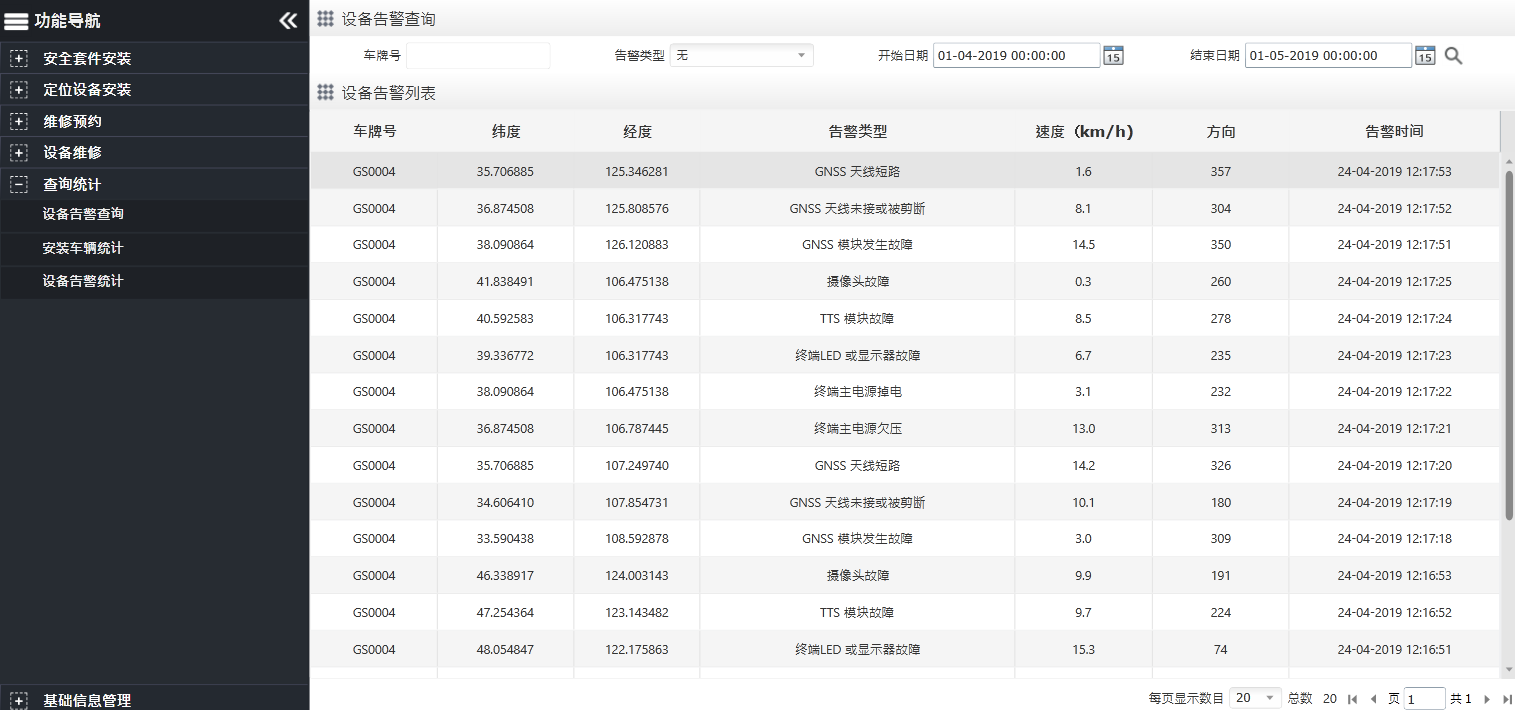 功能导航
安全套件安装
定位设备安装
维修预约
设备维修
查询统计
设备告警查询
安装车辆统计
设备告警统计
基础信息管理
设备告警查询
车牌号 告警类型 无 开始日期 01-04-2019 00:00:00 15 结束日期 01-05-2019 00:00:00 15
设备告警列表
车牌号 纬度 经度 告警类型 速度（km/h） 方向 告警时间
GS0004 35.706885 125.346281 GNSS 天线短路 1.6 357 24-04-2019 12:17:53
GS0004 36.874508 125.808576 GNSS 天线未接或被剪断 8.1 304 24-04-2019 12:17:52
GS0004 38.090864 126.120883 GNSS 模块发生故障 14.5 350 24-04-2019 12:17:51
GS0004 41.838491 106.475138 摄像头故障 0.3 260 24-04-2019 12:17:25
GS0004 40.592583 106.317743 TTS 模块故障 8.5 278 24-04-2019 12:17:24
GS0004 39.336772 106.317743 终端LED 或显示器故障 6.7 235 24-04-2019 12:17:23
GS0004 38.090864 106.475138 终端主电源掉电 3.1 232 24-04-2019 12:17:22
GS0004 36.874508 106.787445 终端主电源欠压 13.0 313 24-04-2019 12:17:21
GS0004 35.706885 107.249740 GNSS 天线短路 14.2 326 24-04-2019 12:17:20
GS0004 34.606410 107.854731 GNSS 天线未接或被剪断 10.1 180 24-04-2019 12:17:19
GS0004 33.590438 108.592878 GNSS 模块发生故障 3.0 309 24-04-2019 12:17:18
GS0004 46.338917 124.003143 摄像头故障 9.9 191 24-04-2019 12:16:53
GS0004 47.254364 123.143482 TTS 模块故障 9.7 224 24-04-2019 12:16:52
GS0004 48.054847 122.175863 终端LED 或显示器故障 15.3 74 24-04-2019 12:16:51
每页显示数目 20 总数 20 页 1 共 1